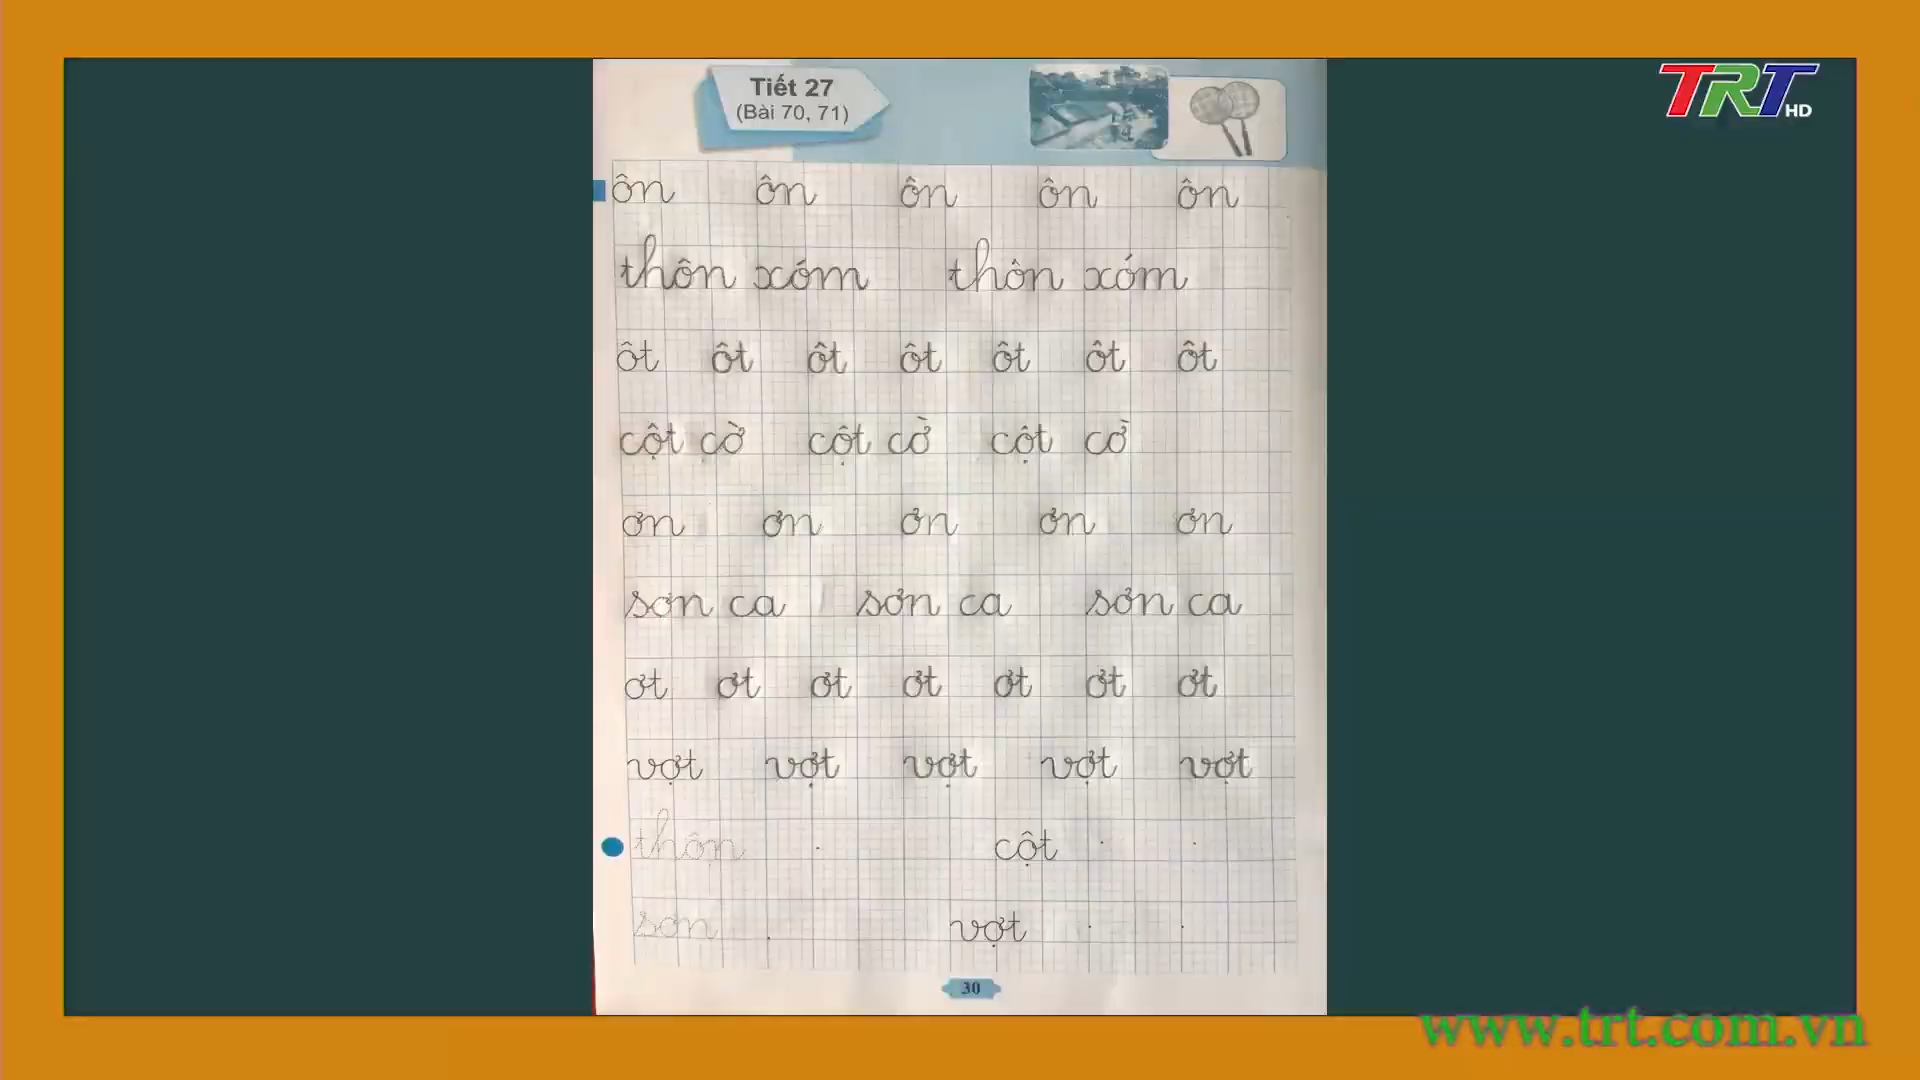 TRT HD
Tiết 27
(Bài 70, 71)
ôn ôn ôn ôn ôn
thôn xóm thôn xóm
ôt ôt ôt ôt ôt ôt ôt
cột cờ cột cờ cột cờ
ơn ơn ơn ơn ơn
sơn ca sơn ca sơn ca
ơt ơt ơt ơt ơt ơt ơt
vợt vợt vợt vợt vợt
thôn cột
sơn vợt
30
www.trt.com.vn